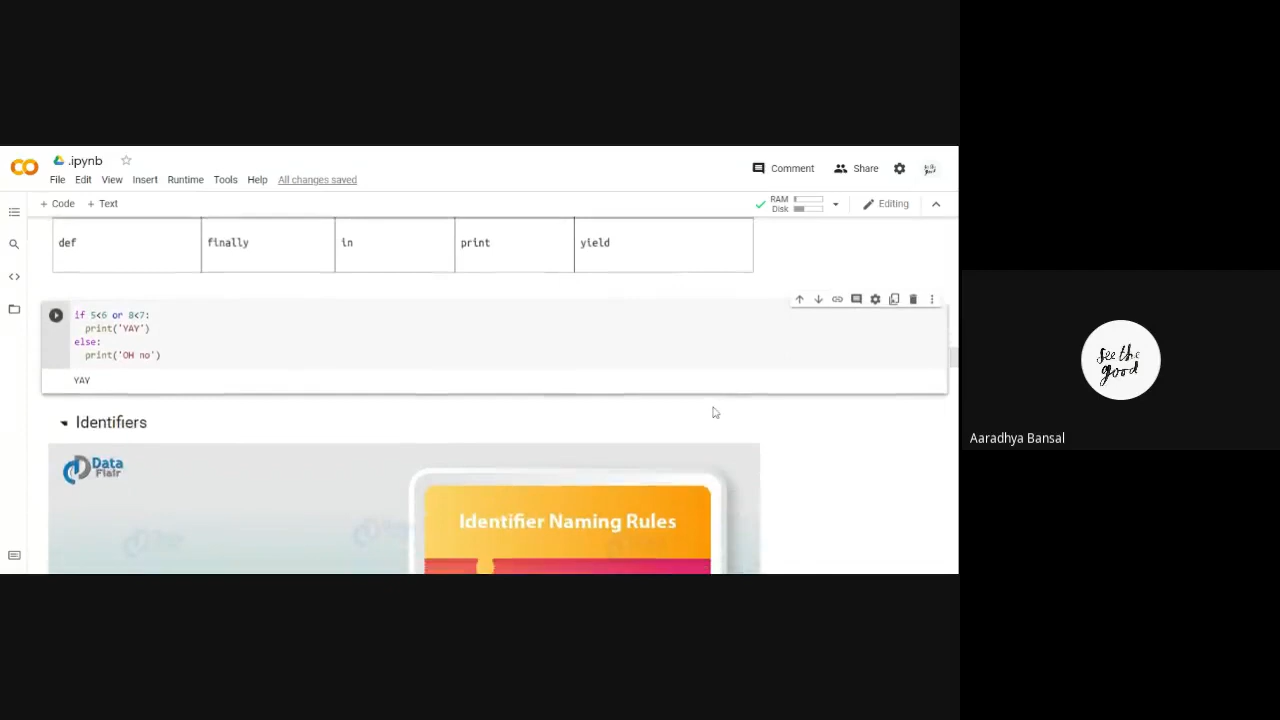 .ipynb
Comment
Share
File Edit View Insert Runtime Tools Help All changes saved
+ Code + Text
RAM
Disk
Editing
def finally in print yield
if 5<6 or 8<7:
print('YAY')
else:
print('OH no')
YAY
Identifiers
Data
Flair
Identifier Naming Rules
see the
good
Aaradhya Bansal